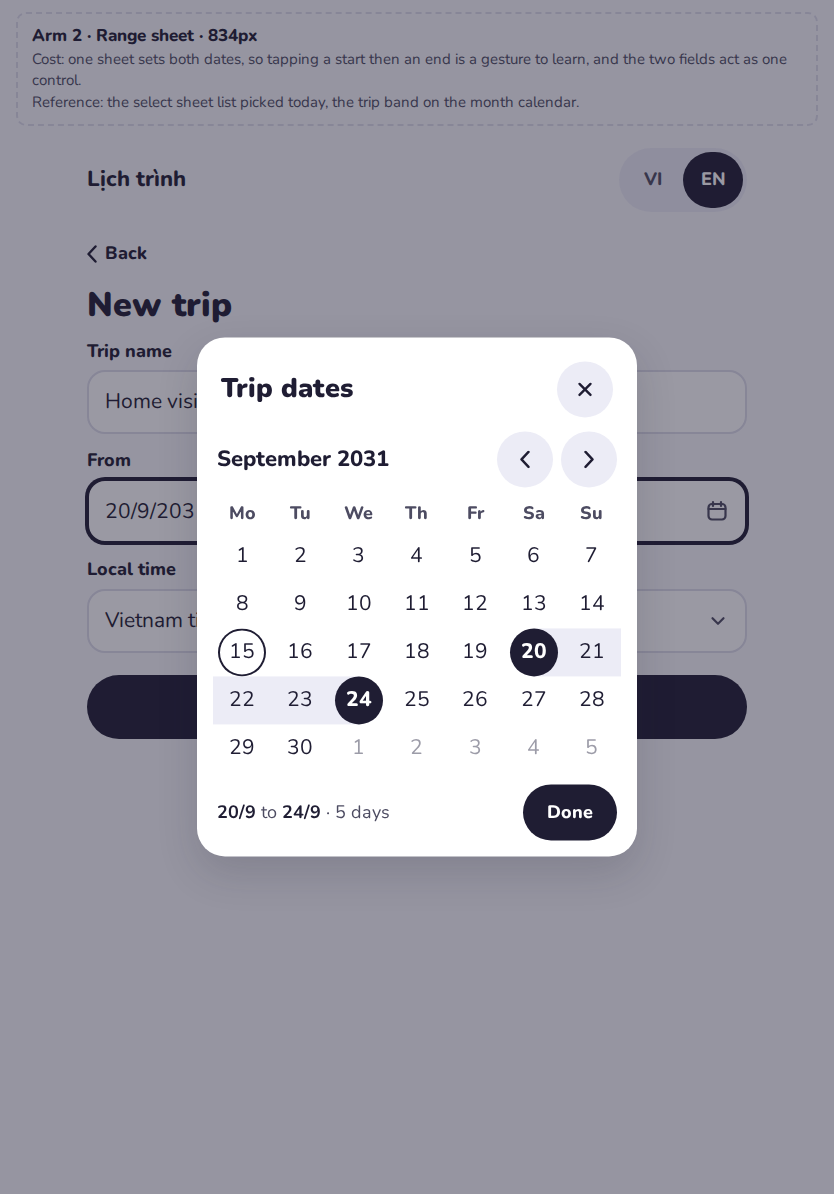 Arm 2 · Range sheet · 834px
Cost: one sheet sets both dates, so tapping a start then an end is a gesture to learn, and the two fields act as one
control.
Reference: the select sheet list picked today, the trip band on the month calendar.
Lịch trình
VI EN
Back
New trip
Trip name
Home visi
From
20/9/203
Local time
Vietnam ti
Trip dates
September 2031
Mo Tu We Th Fr Sa Su
1 2 3 4 5 6 7
8 9 10 11 12 13 14
15 16 17 18 19 20 21
22 23 24 25 26 27 28
29 30 1 2 3 4 5
20/9 to 24/9 · 5 days
Done